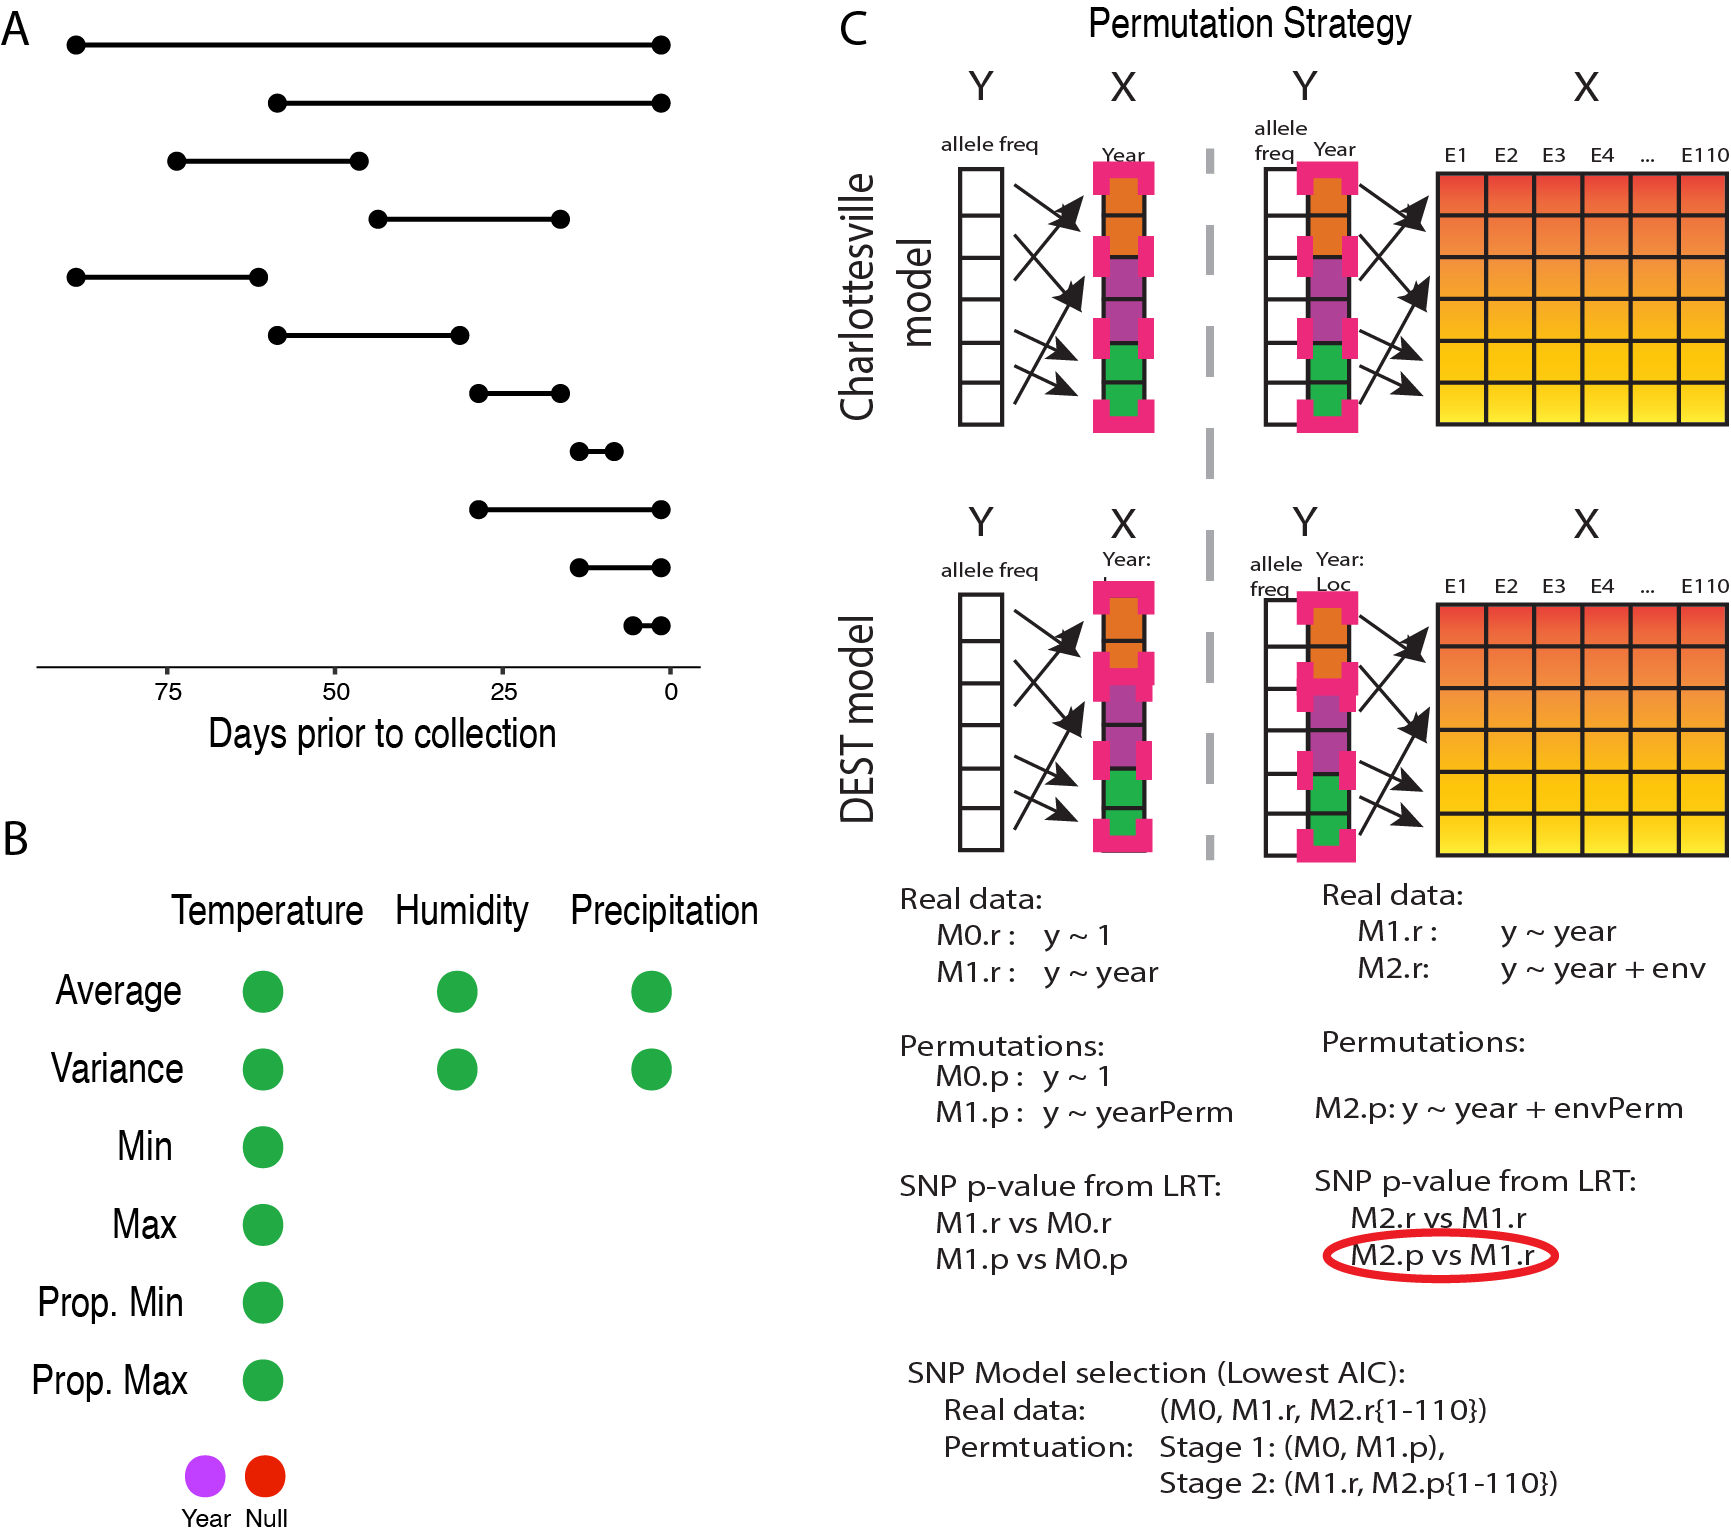 A
75 50 25 0
Days prior to collection
B
Temperature Humidity Precipitation
Average
Variance
Min
Max
Prop. Min
Prop. Max
Year Null
C
Permutation Strategy
Charlottesville
model
Y X Y X
allele freq Year
allele
freq Year
E1 E2 E3 E4 ... E110
DEST model
Y X Y X
allele freq Year:
allele Year:
freq Loc
E1 E2 E3 E4 ... E110
Real data:
M0.r : y ~ 1
M1.r : y ~ year
Permutations:
M0.p : y ~ 1
M1.p : y ~ yearPerm
SNP p-value from LRT:
M1.r vs M0.r
M1.p vs M0.p
Real data:
M1.r : y ~ year
M2.r: y ~ year + env
Permutations:
M2.p: y ~ year + envPerm
SNP p-value from LRT:
M2.r vs M1.r
M2.p vs M1.r
SNP Model selection (Lowest AIC):
Real data: (M0, M1.r, M2.r{1-110})
Permtuation: Stage 1: (M0, M1.p),
Stage 2: (M1.r, M2.p{1-110})